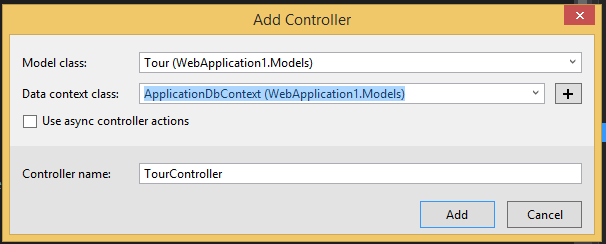 Add Controller
Model class: Tour (WebApplication1.Models)
Data context class: ApplicationDbContext (WebApplication1.Models) +
Use async controller actions
Controller name: TourController
Add Cancel